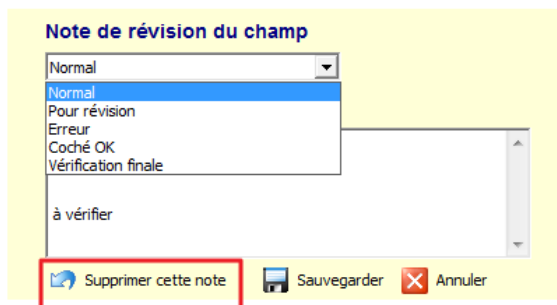 Note de révision du champ
Normal
Normal
Pour révision
Erreur
Coché OK
Vérification finale
à vérifier
Supprimer cette note Sauvegarder Annuler